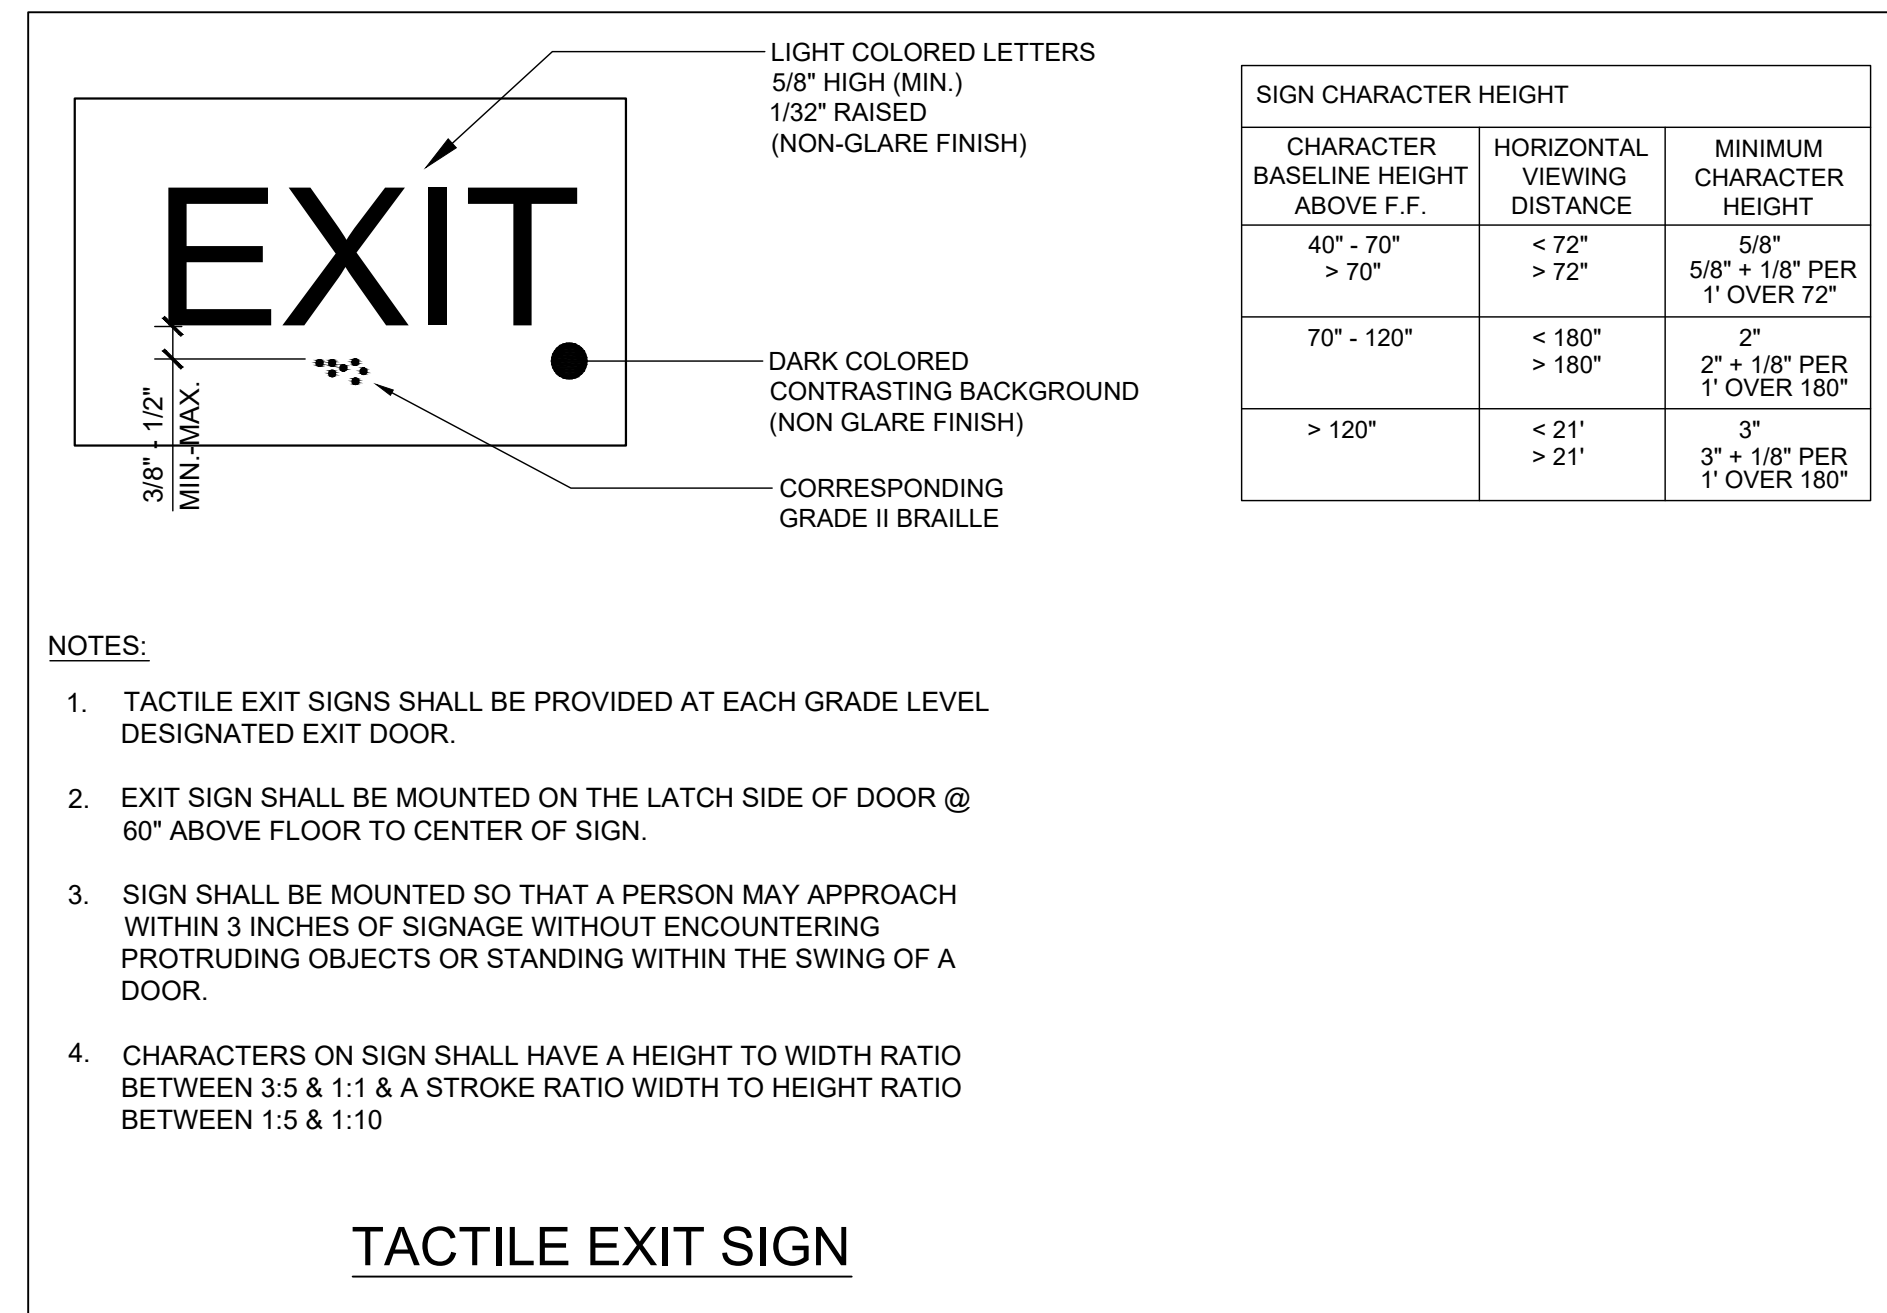 LIGHT COLORED LETTERS
5/8" HIGH (MIN.)
1/32" RAISED
(NON-GLARE FINISH)
EXIT
3/8" - 1/2"
MIN.-MAX.
DARK COLORED
CONTRASTING BACKGROUND
(NON GLARE FINISH)
CORRESPONDING
GRADE II BRAILLE
SIGN CHARACTER HEIGHT
CHARACTER
BASELINE HEIGHT
ABOVE F.F.
HORIZONTAL
VIEWING
DISTANCE
MINIMUM
CHARACTER
HEIGHT
40" - 70" < 72" 5/8"
> 70" > 72" 5/8" + 1/8" PER
1' OVER 72"
70" - 120" < 180" 2"
> 180" 2" + 1/8" PER
1' OVER 180"
> 120" < 21' 3"
> 21' 3" + 1/8" PER
1' OVER 180"
NOTES:
1. TACTILE EXIT SIGNS SHALL BE PROVIDED AT EACH GRADE LEVEL
DESIGNATED EXIT DOOR.
2. EXIT SIGN SHALL BE MOUNTED ON THE LATCH SIDE OF DOOR @
60" ABOVE FLOOR TO CENTER OF SIGN.
3. SIGN SHALL BE MOUNTED SO THAT A PERSON MAY APPROACH
WITHIN 3 INCHES OF SIGNAGE WITHOUT ENCOUNTERING
PROTRUDING OBJECTS OR STANDING WITHIN THE SWING OF A
DOOR.
4. CHARACTERS ON SIGN SHALL HAVE A HEIGHT TO WIDTH RATIO
BETWEEN 3:5 & 1:1 & A STROKE RATIO WIDTH TO HEIGHT RATIO
BETWEEN 1:5 & 1:10
TACTILE EXIT SIGN